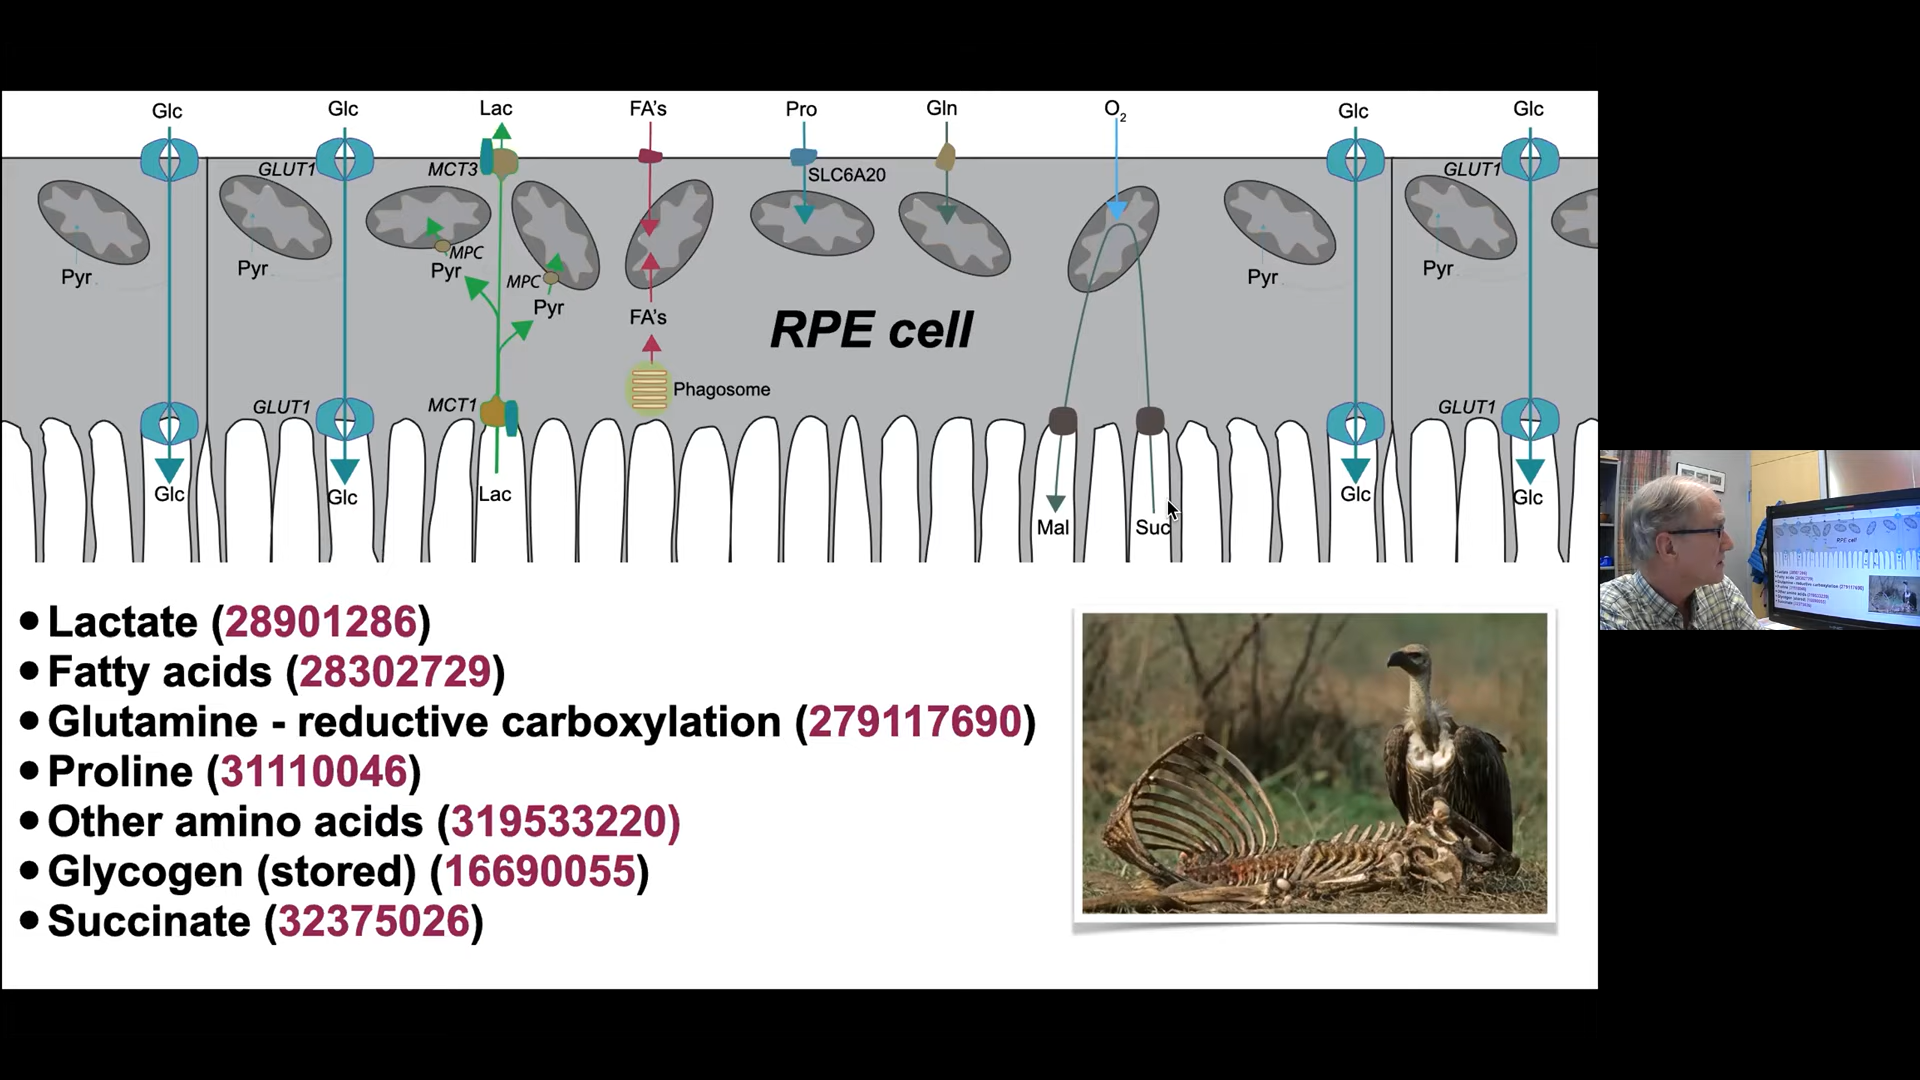 Glc Glc Lac FA's Pro Gln O2 Glc Glc
GLUT1 MCT3 SLC6A20 GLUT1
MPC
Pyr Pyr Pyr MPC Pyr Pyr
Pyr
FA's
RPE cell
Phagosome
GLUT1 MCT1 GLUT1
Glc Glc Lac Glc Glc
Mal Suc
• Lactate (28901286)
• Fatty acids (28302729)
• Glutamine - reductive carboxylation (279117690)
• Proline (31110046)
• Other amino acids (319533220)
• Glycogen (stored) (16690055)
• Succinate (32375026)